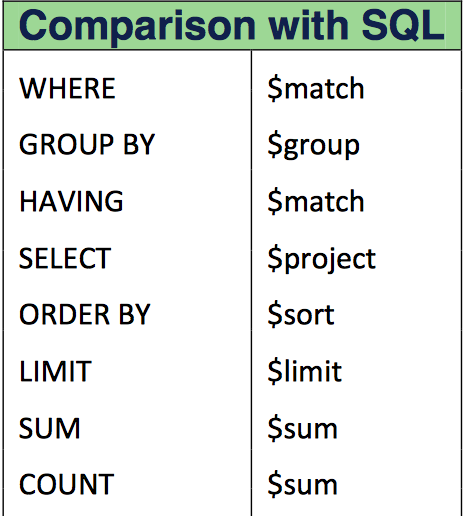 Comparison with SQL
WHERE $match
GROUP BY $group
HAVING $match
SELECT $project
ORDER BY $sort
LIMIT $limit
SUM $sum
COUNT $sum